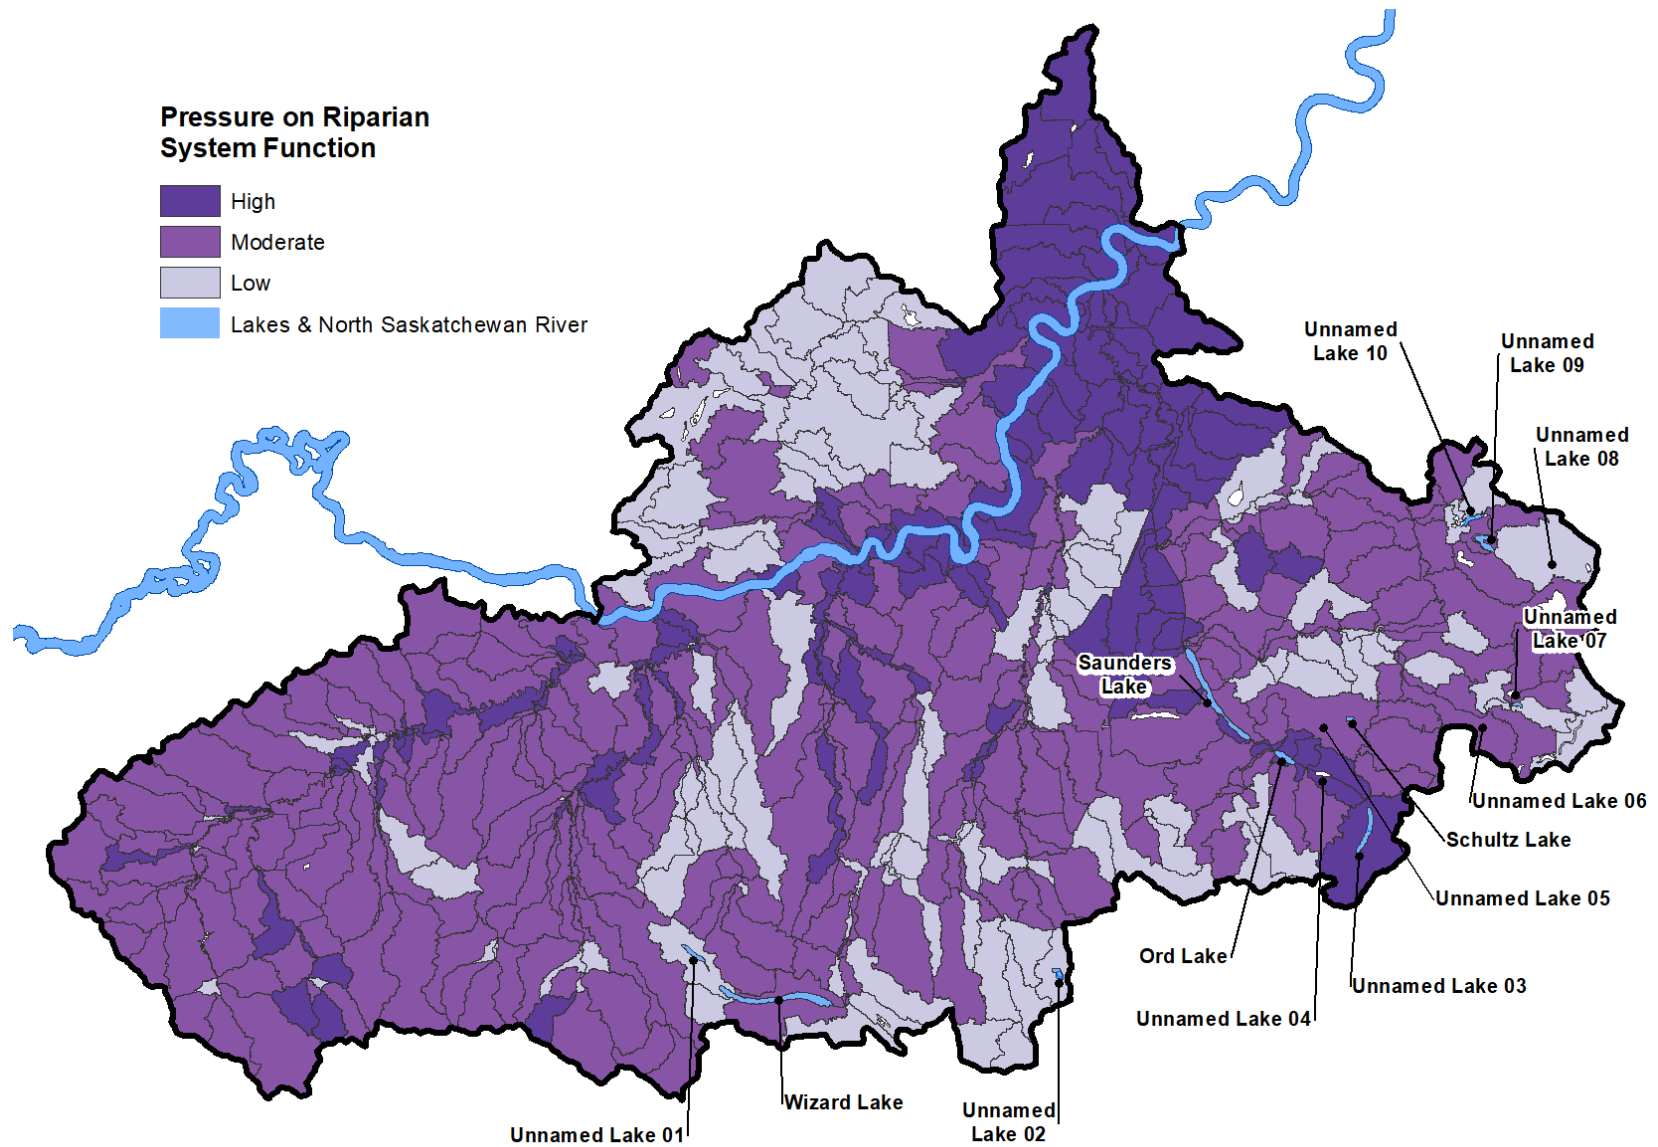 Pressure on Riparian
System Function
High
Moderate
Low
Lakes & North Saskatchewan River
Unnamed
Lake 10
Unnamed
Lake 09
Unnamed
Lake 08
Unnamed
Lake 07
Saunders
Lake
Unnamed Lake 06
Schultz Lake
Unnamed Lake 05
Ord Lake
Unnamed Lake 03
Unnamed Lake 04
Wizard Lake
Unnamed
Lake 02
Unnamed Lake 01